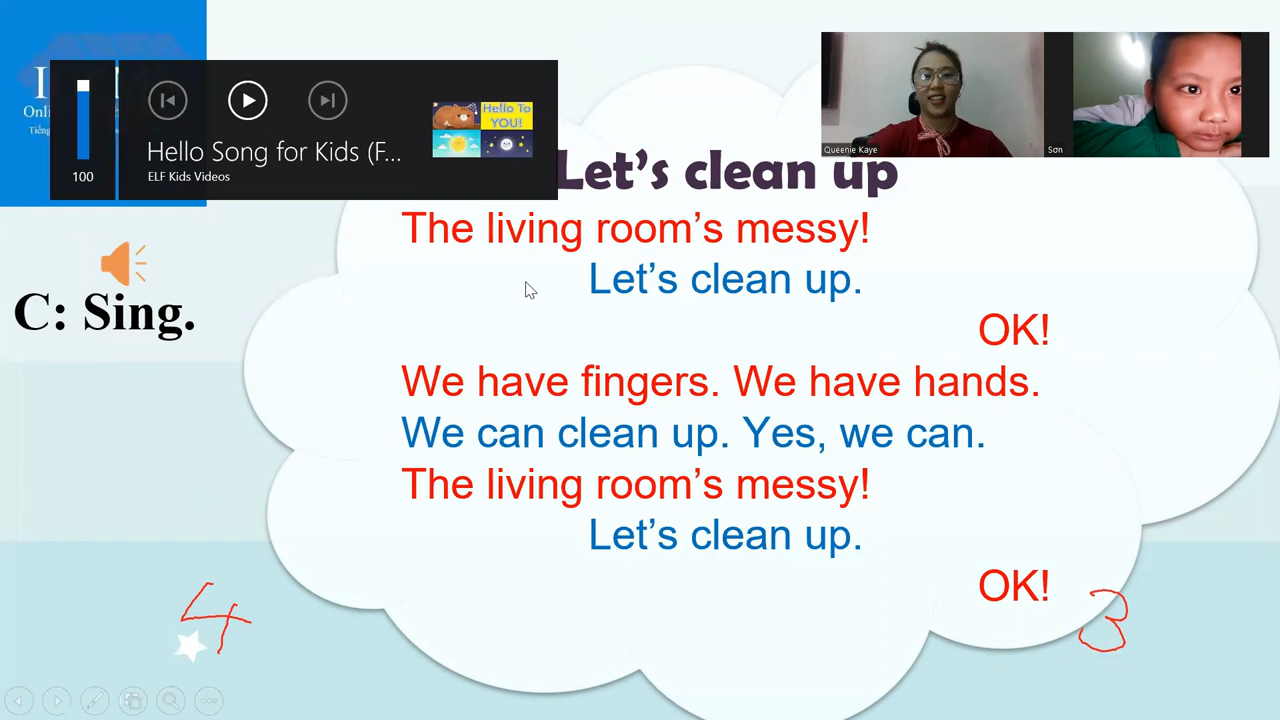 Onli
Tiếng
100
Hello Song for Kids (F...
ELF Kids Videos
Hello To
YOU!
Queenie Kaye
Sơn
Let's clean up
The living room's messy!
Let's clean up.
OK!
C: Sing.
We have fingers. We have hands.
We can clean up. Yes, we can.
The living room's messy!
Let's clean up.
OK!
4
3